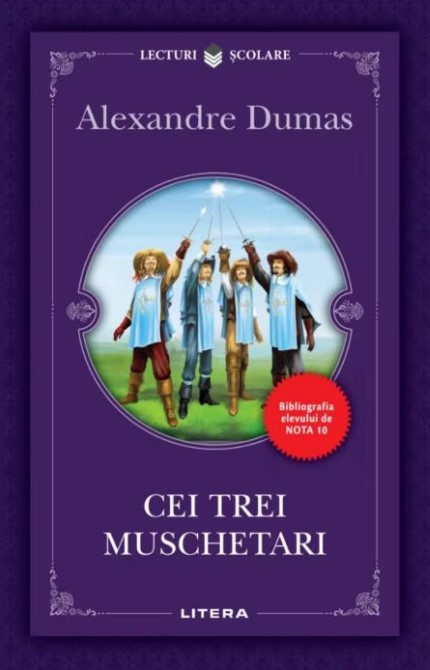 LECTURI ȘCOLARE
Alexandre Dumas
Bibliografia
elevului de
NOTA 10
CEI TREI
MUSCHETARI
LITERA